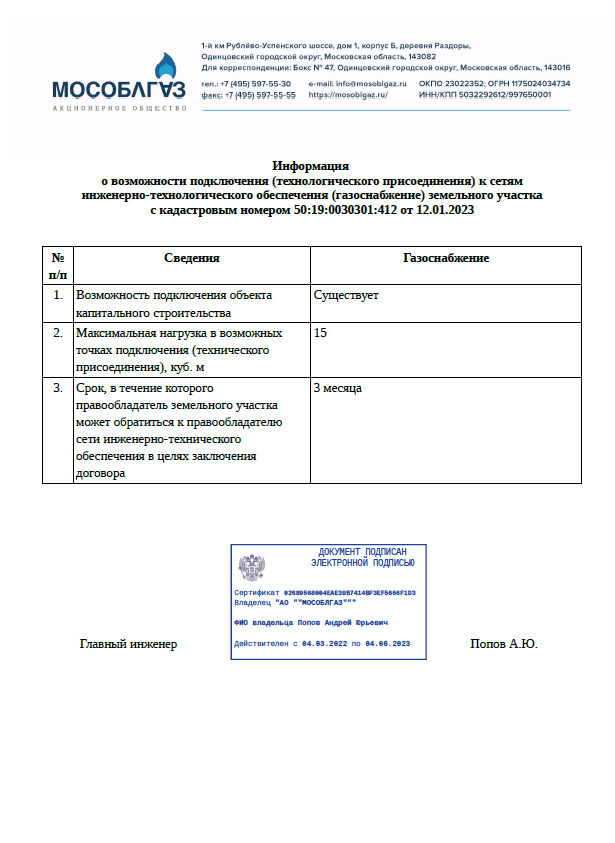 МОСОБЛГАЗ
АКЦИОНЕРНОЕ ОБЩЕСТВО
1-й км Рублёво-Успенского шоссе, дом 1, корпус Б, деревня Раздоры,
Одинцовский городской округ, Московская область, 143082
Для корреспонденции: Бокс № 47, Одинцовский городской округ, Московская область, 143016
тел.: +7 (495) 597-55-30 e-mail: info@mosoblgaz.ru ОКПО 23022352; ОГРН 1175024034734
факс: +7 (495) 597-55-55 https://mosoblgaz.ru/ ИНН/КПП 5032292612/997650001
Информация
о возможности подключения (технологического присоединения) к сетям
инженерно-технологического обеспечения (газоснабжение) земельного участка
с кадастровым номером 50:19:0030301:412 от 12.01.2023
№ Сведения Газоснабжение
п/п
1. Возможность подключения объекта Существует
капитального строительства
2. Максимальная нагрузка в возможных 15
точках подключения (технического
присоединения), куб. м
3. Срок, в течение которого 3 месяца
правообладатель земельного участка
может обратиться к правообладателю
сети инженерно-технического
обеспечения в целях заключения
договора
ДОКУМЕНТ ПОДПИСАН
ЭЛЕКТРОННОЙ ПОДПИСЬЮ
Сертификат 02689568004EAE39B7414BF3EF5666F1D3
Владелец "АО ""МОСОБЛГАЗ"""
ФИО владельца Попов Андрей Юрьевич
Действителен с 04.03.2022 по 04.06.2023
Главный инженер Попов А.Ю.